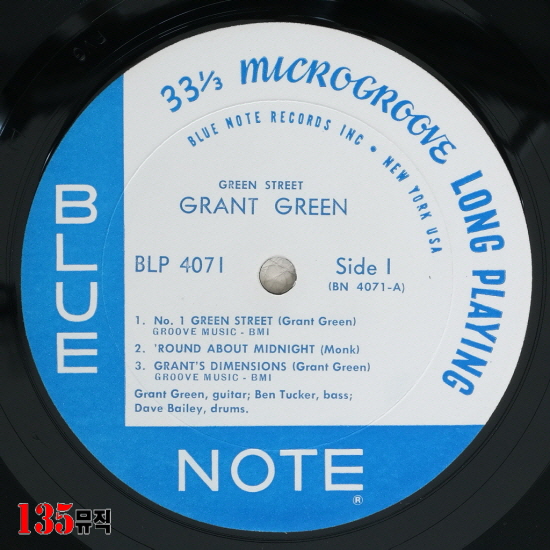 33⅓ MICROGROOVE LONG PLAYING
BLUE NOTE RECORDS INC • NEW YORK USA
GREEN STREET
GRANT GREEN
BLP 4071
Side I
(BN 4071-A)
1. No. 1 GREEN STREET (Grant Green)
GROOVE MUSIC - BMI
2. 'ROUND ABOUT MIDNIGHT (Monk)
3. GRANT'S DIMENSIONS (Grant Green)
GROOVE MUSIC - BMI
Grant Green, guitar; Ben Tucker, bass;
Dave Bailey, drums.
BLUE
NOTE
®
135뮤직